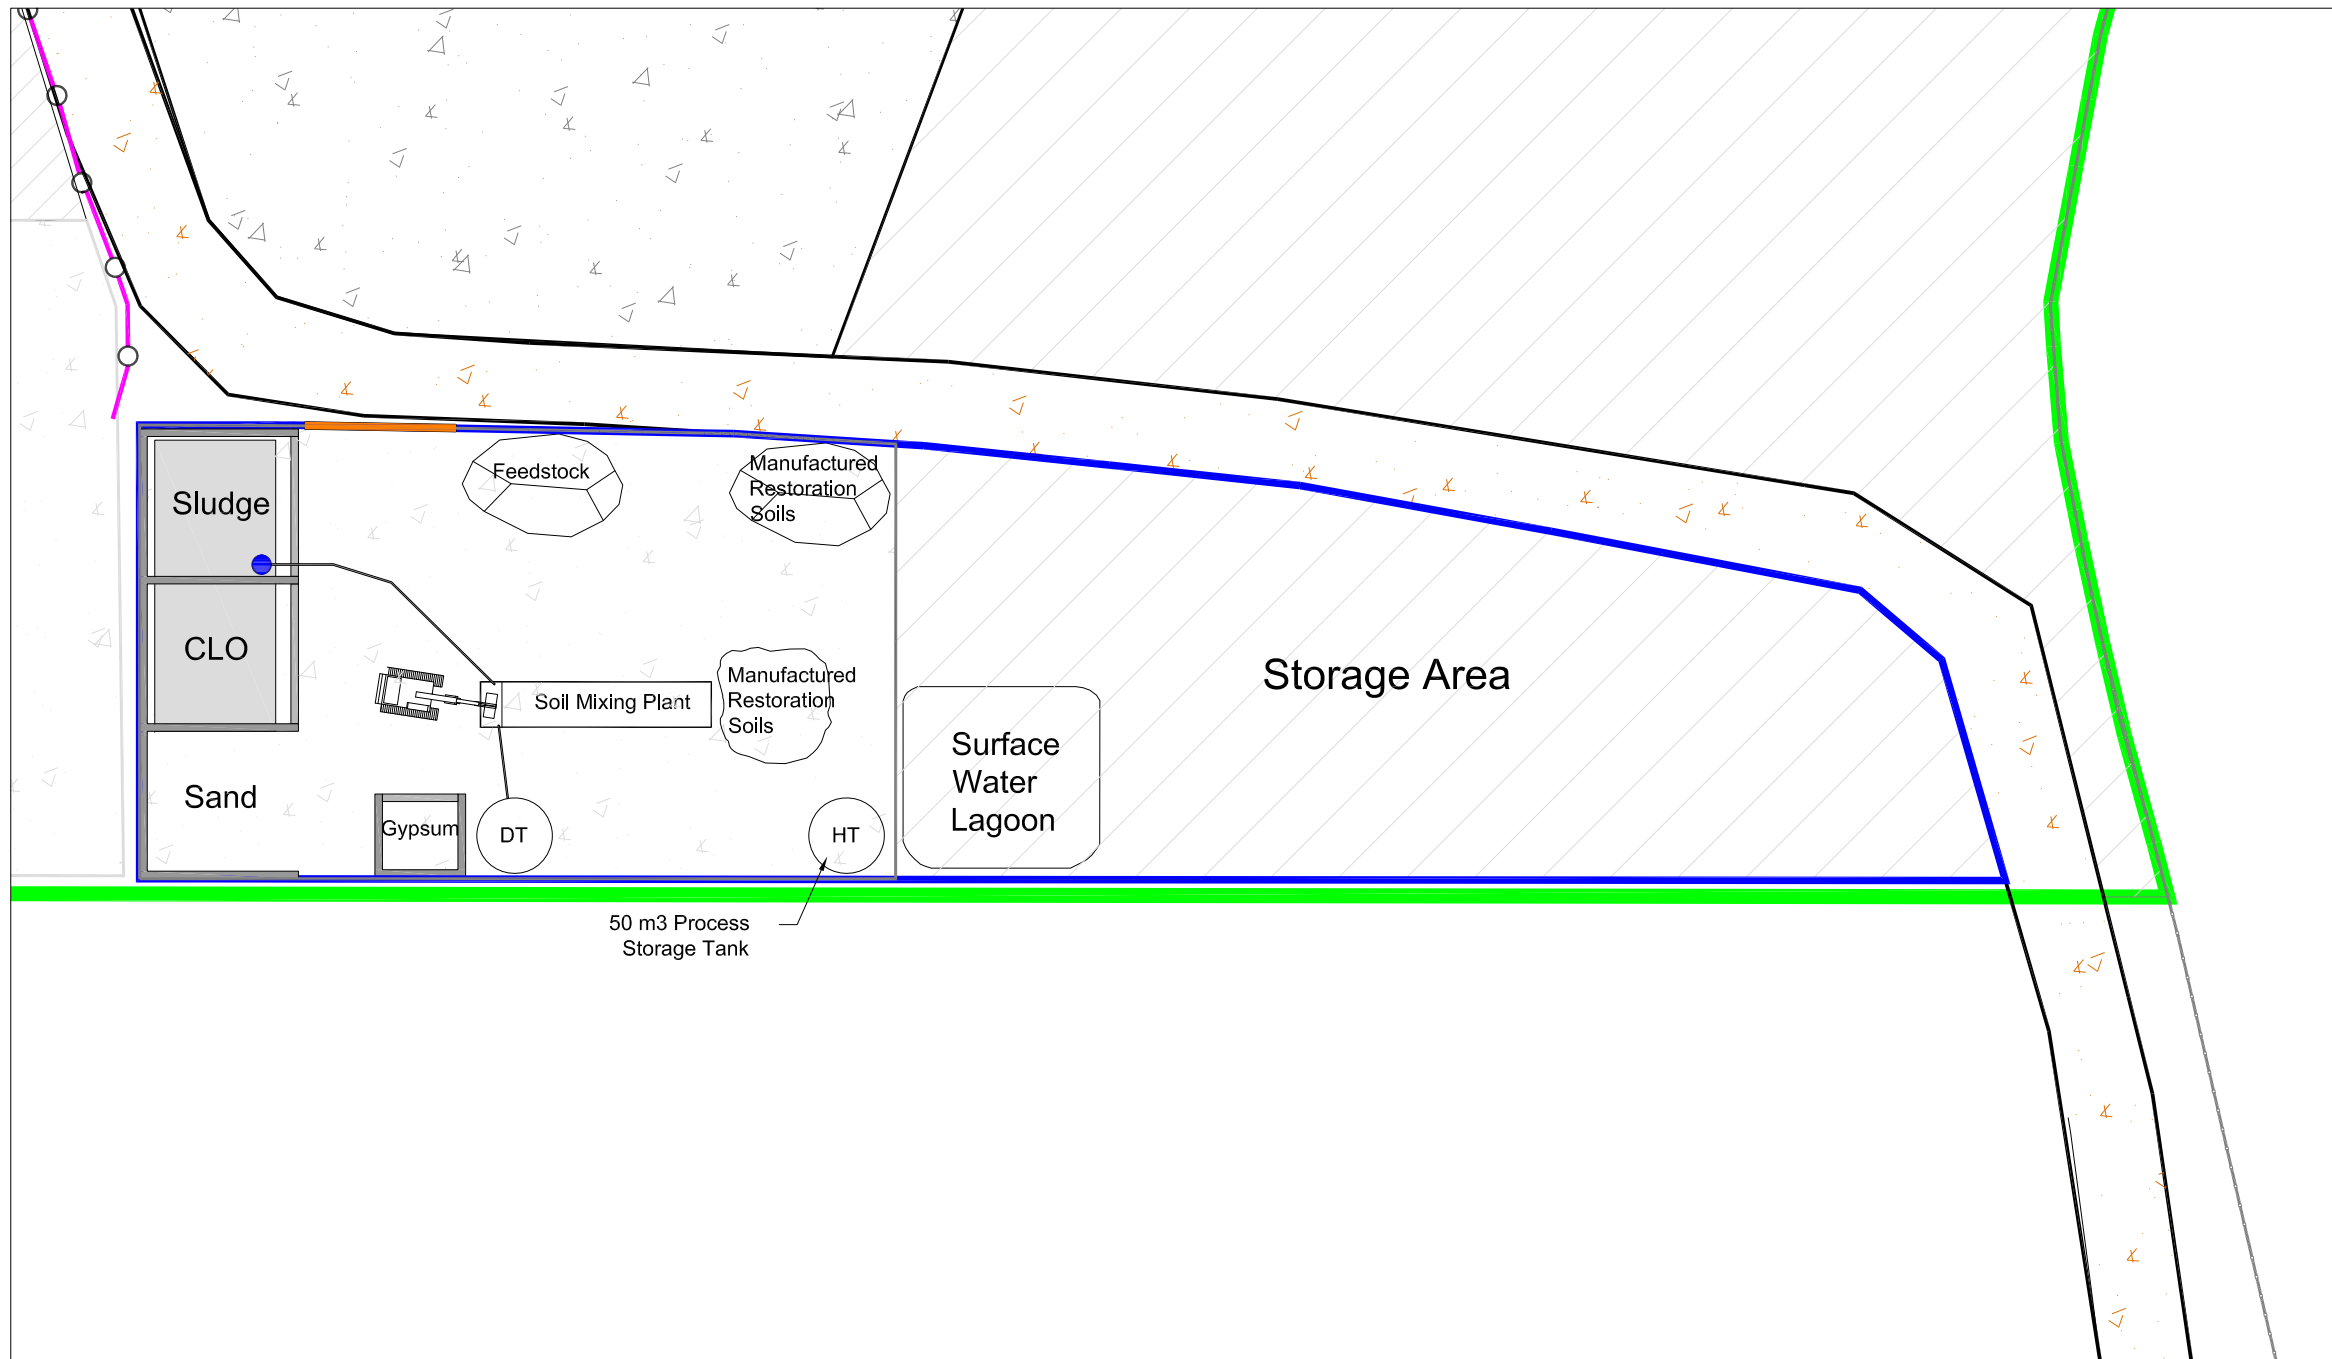 Feedstock
Manufactured
Restoration
Soils
Sludge
CLO
Sand
Gypsum
Soil Mixing Plant
Manufactured
Restoration
Soils
DT
HT
Storage Area
Surface
Water
Lagoon
50 m3 Process
Storage Tank